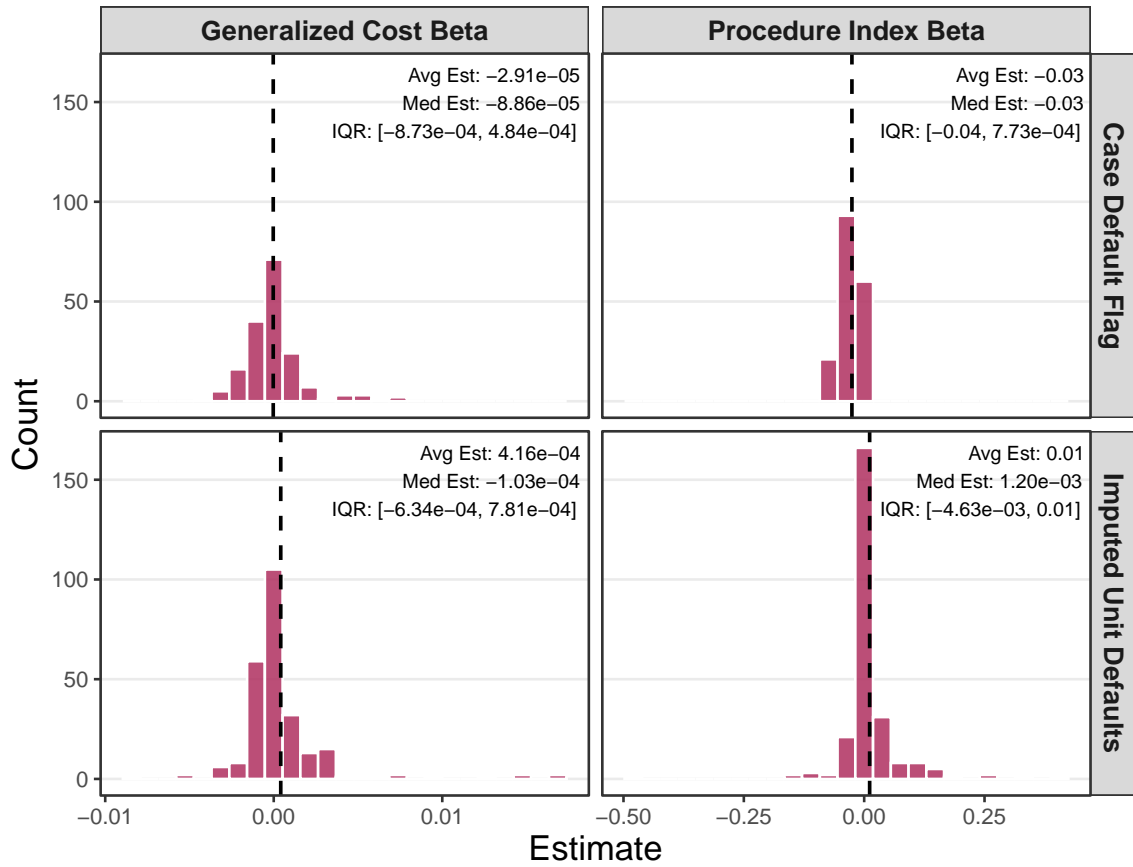 Generalized Cost Beta
Procedure Index Beta
Avg Est: −2.91e−05
Med Est: −8.86e−05
IQR: [−8.73e−04, 4.84e−04]
Avg Est: −0.03
Med Est: −0.03
IQR: [−0.04, 7.73e−04]
Case Default Flag
150
100
50
0
Count
Avg Est: 4.16e−04
Med Est: −1.03e−04
IQR: [−6.34e−04, 7.81e−04]
Avg Est: 0.01
Med Est: 1.20e−03
IQR: [−4.63e−03, 0.01]
Imputed Unit Defaults
150
100
50
0
−0.01
0.00
0.01
−0.50
−0.25
0.00
0.25
Estimate